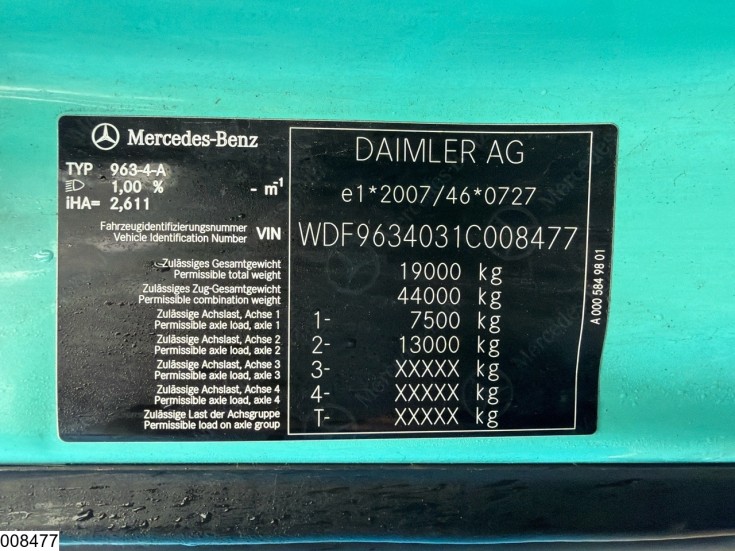 Mercedes-Benz
TYP 963-4-A
1,00 % - m⁻¹
iHA= 2,611
DAIMLER AG
e1*2007/46*0727
Fahrzeugidentifizierungsnummer
Vehicle Identification Number VIN WDF9634031C008477
Zulässiges Gesamtgewicht
Permissible total weight 19000 kg
Zulässiges Zug-Gesamtgewicht
Permissible combination weight 44000 kg
Zulässige Achslast, Achse 1
Permissible axle load, axle 1 1- 7500 kg
Zulässige Achslast, Achse 2
Permissible axle load, axle 2 2- 13000 kg
Zulässige Achslast, Achse 3
Permissible axle load, axle 3 3- XXXXX kg
Zulässige Achslast, Achse 4
Permissible axle load, axle 4 4- XXXXX kg
Zulässige Last der Achsgruppe
Permissible load on axle group T- XXXXX kg
A 000 584 98 01
008477